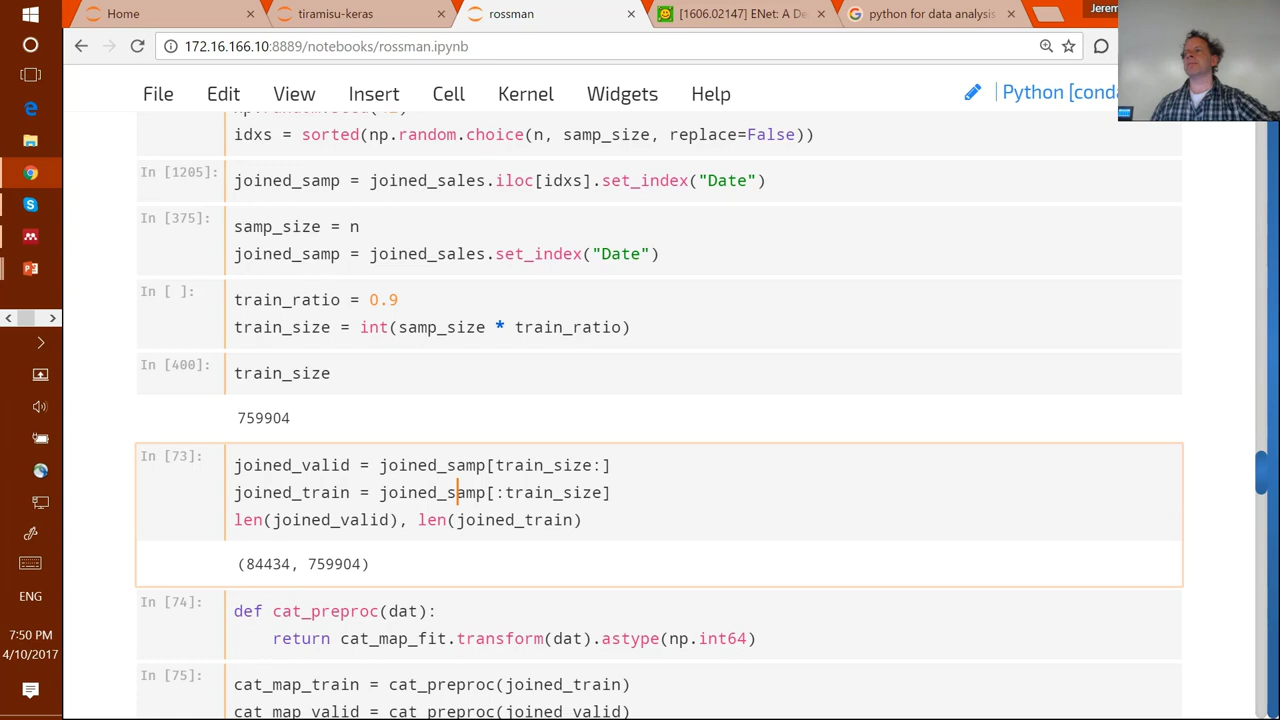 Home
tiramisu-keras
rossman
[1606.02147] ENet: A De
python for data analysis
Jerem
172.16.166.10:8889/notebooks/rossman.ipynb
File Edit View Insert Cell Kernel Widgets Help
Python [conda
idxs = sorted(np.random.choice(n, samp_size, replace=False))
In [1205]:
joined_samp = joined_sales.iloc[idxs].set_index("Date")
In [375]:
samp_size = n
joined_samp = joined_sales.set_index("Date")
In [ ]:
train_ratio = 0.9
train_size = int(samp_size * train_ratio)
In [400]:
train_size
759904
In [73]:
joined_valid = joined_samp[train_size:]
joined_train = joined_samp[:train_size]
len(joined_valid), len(joined_train)
(84434, 759904)
In [74]:
def cat_preproc(dat):
return cat_map_fit.transform(dat).astype(np.int64)
In [75]:
cat_map_train = cat_preproc(joined_train)
cat_map_valid = cat_preproc(joined_valid)
ENG
7:50 PM
4/10/2017